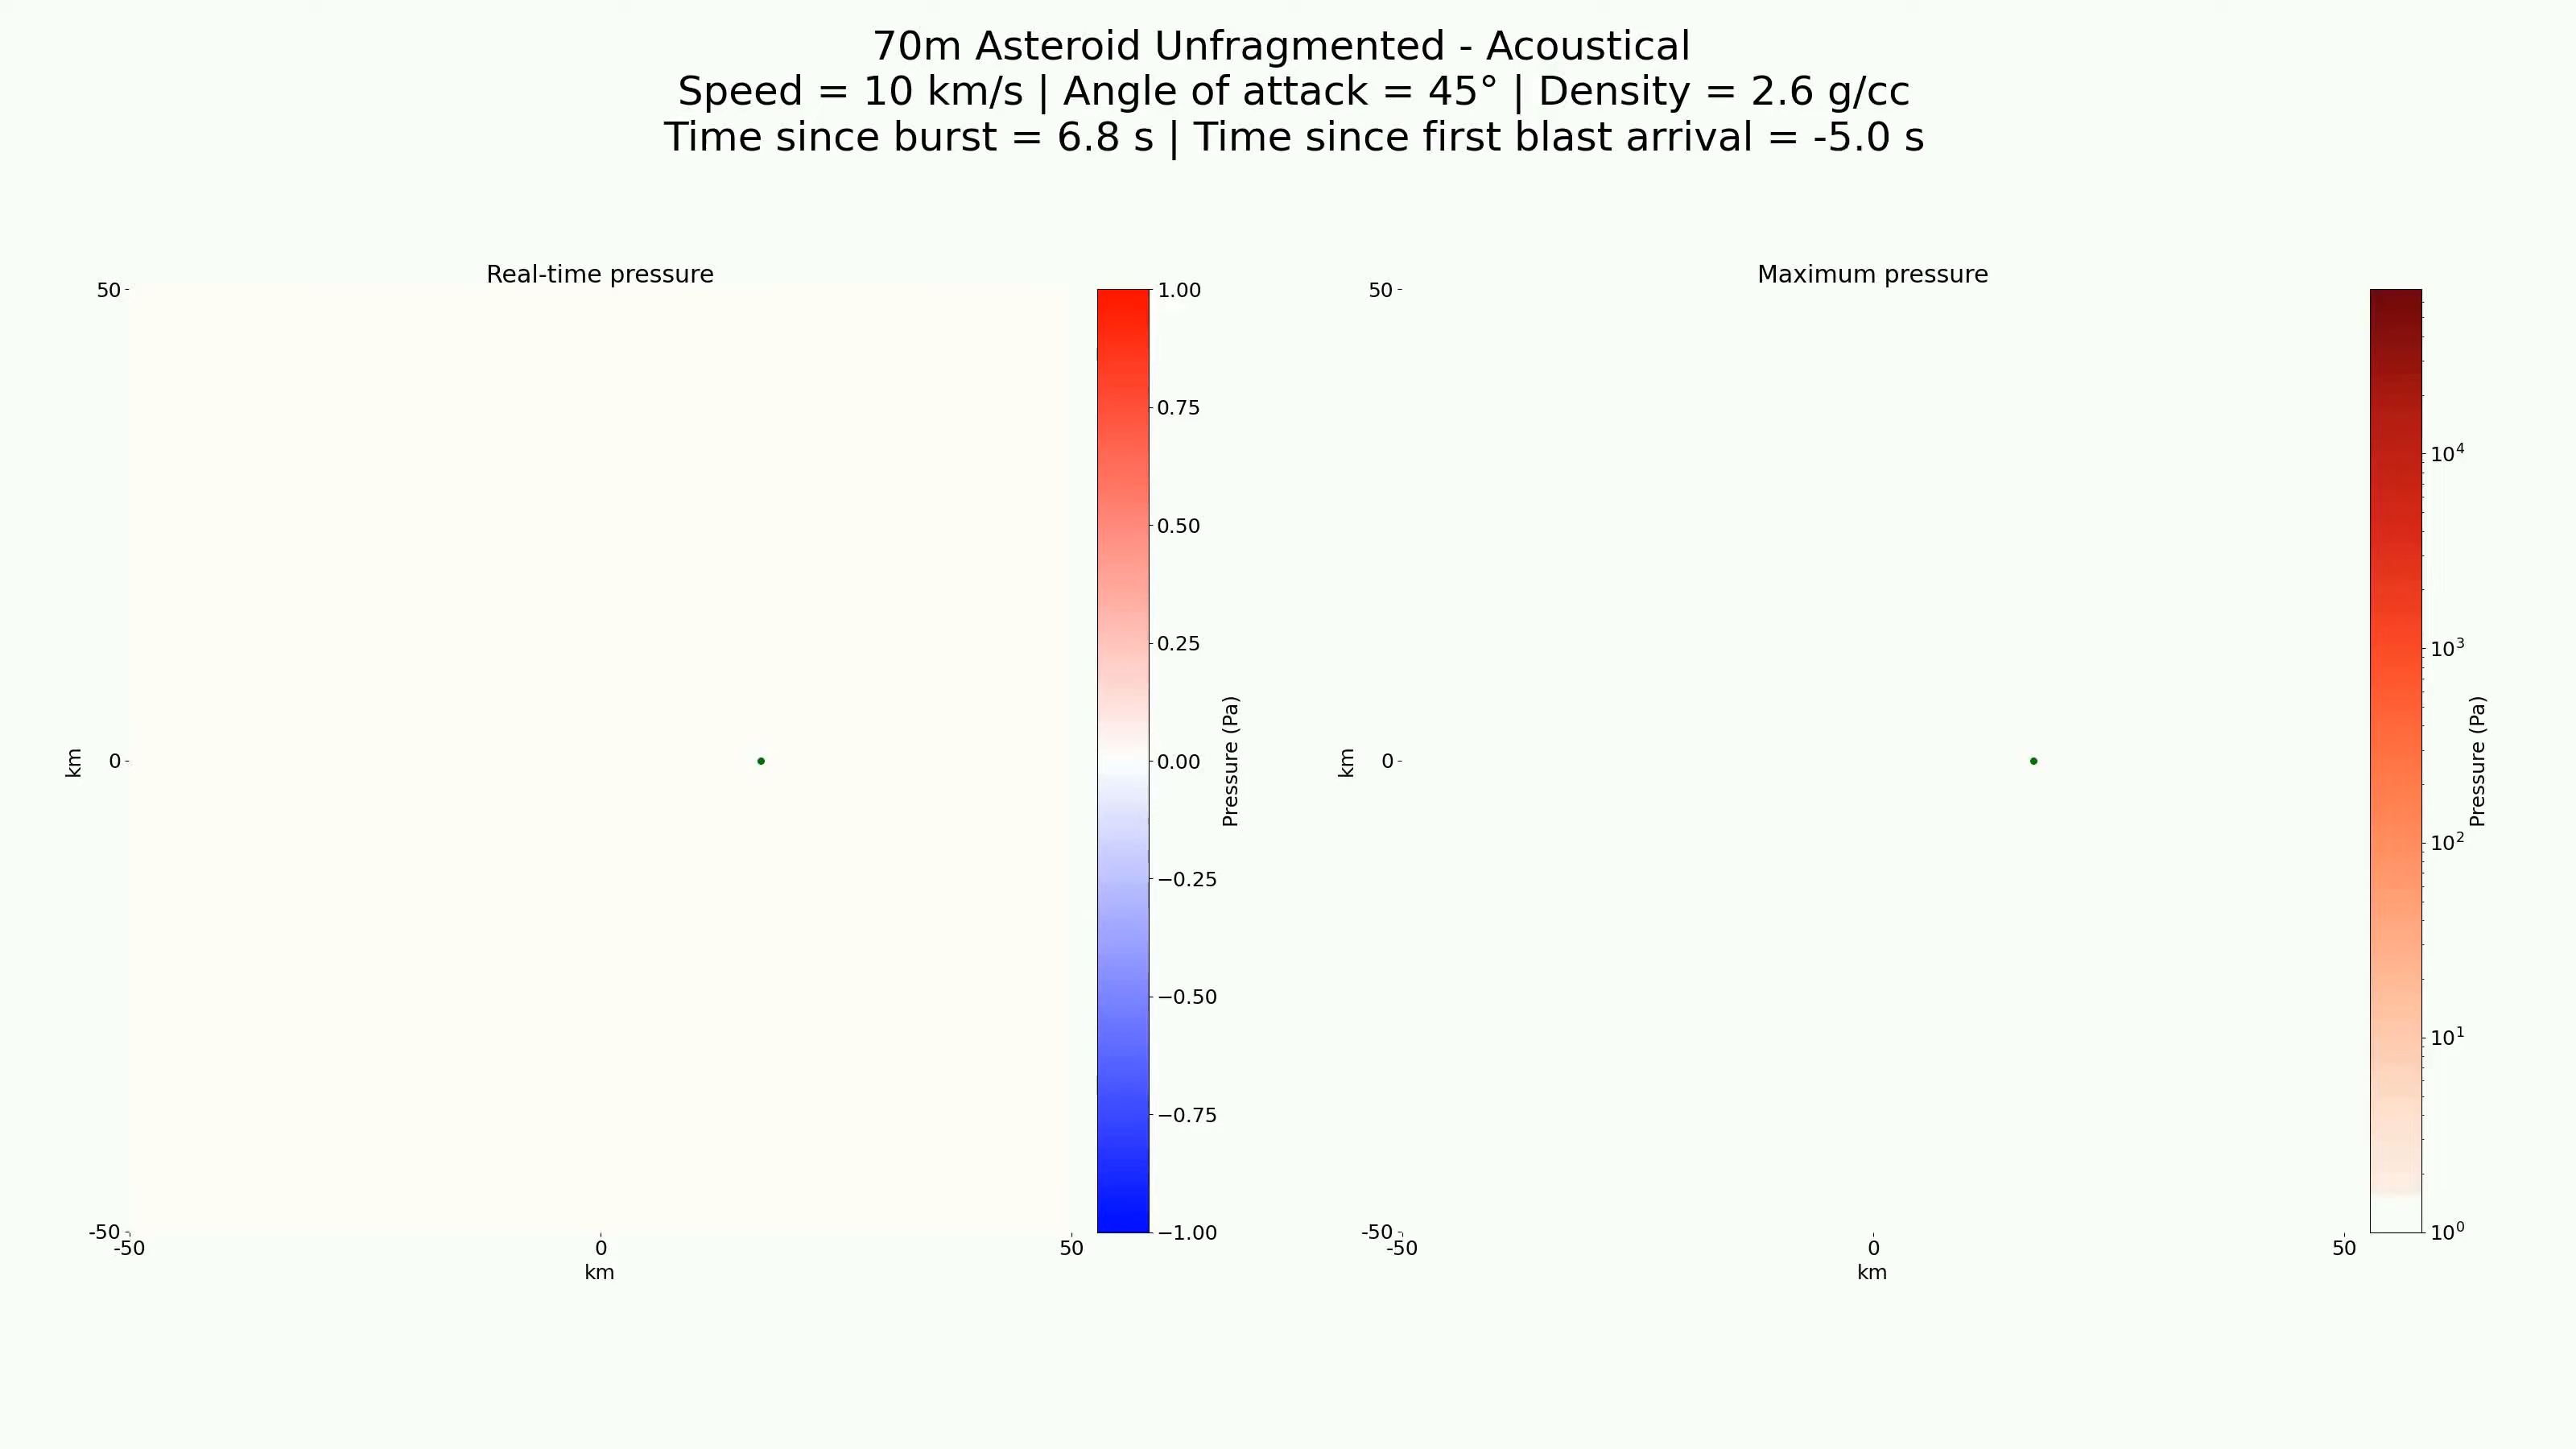 70m Asteroid Unfragmented - Acoustical
Speed = 10 km/s | Angle of attack = 45° | Density = 2.6 g/cc
Time since burst = 6.8 s | Time since first blast arrival = -5.0 s
Real-time pressure
50
0
-50
km
-50
0
50
km
1.00
0.75
0.50
0.25
0.00
−0.25
−0.50
−0.75
−1.00
Pressure (Pa)
Maximum pressure
50
0
-50
km
-50
0
50
km
10⁴
10³
10²
10¹
10⁰
Pressure (Pa)